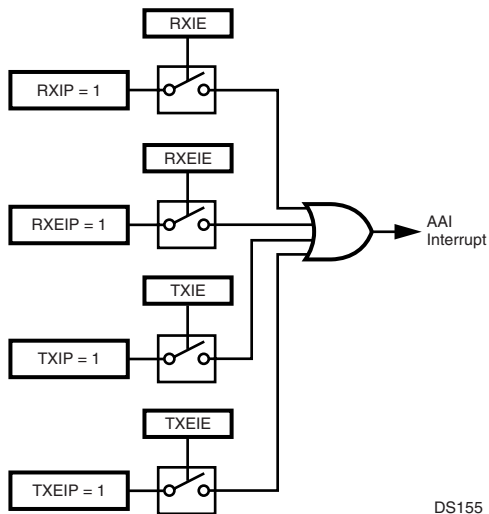 RXIE
RXIP = 1
RXEIE
RXEIP = 1
AAI
Interrupt
TXIE
TXIP = 1
TXEIE
TXEIP = 1
DS155